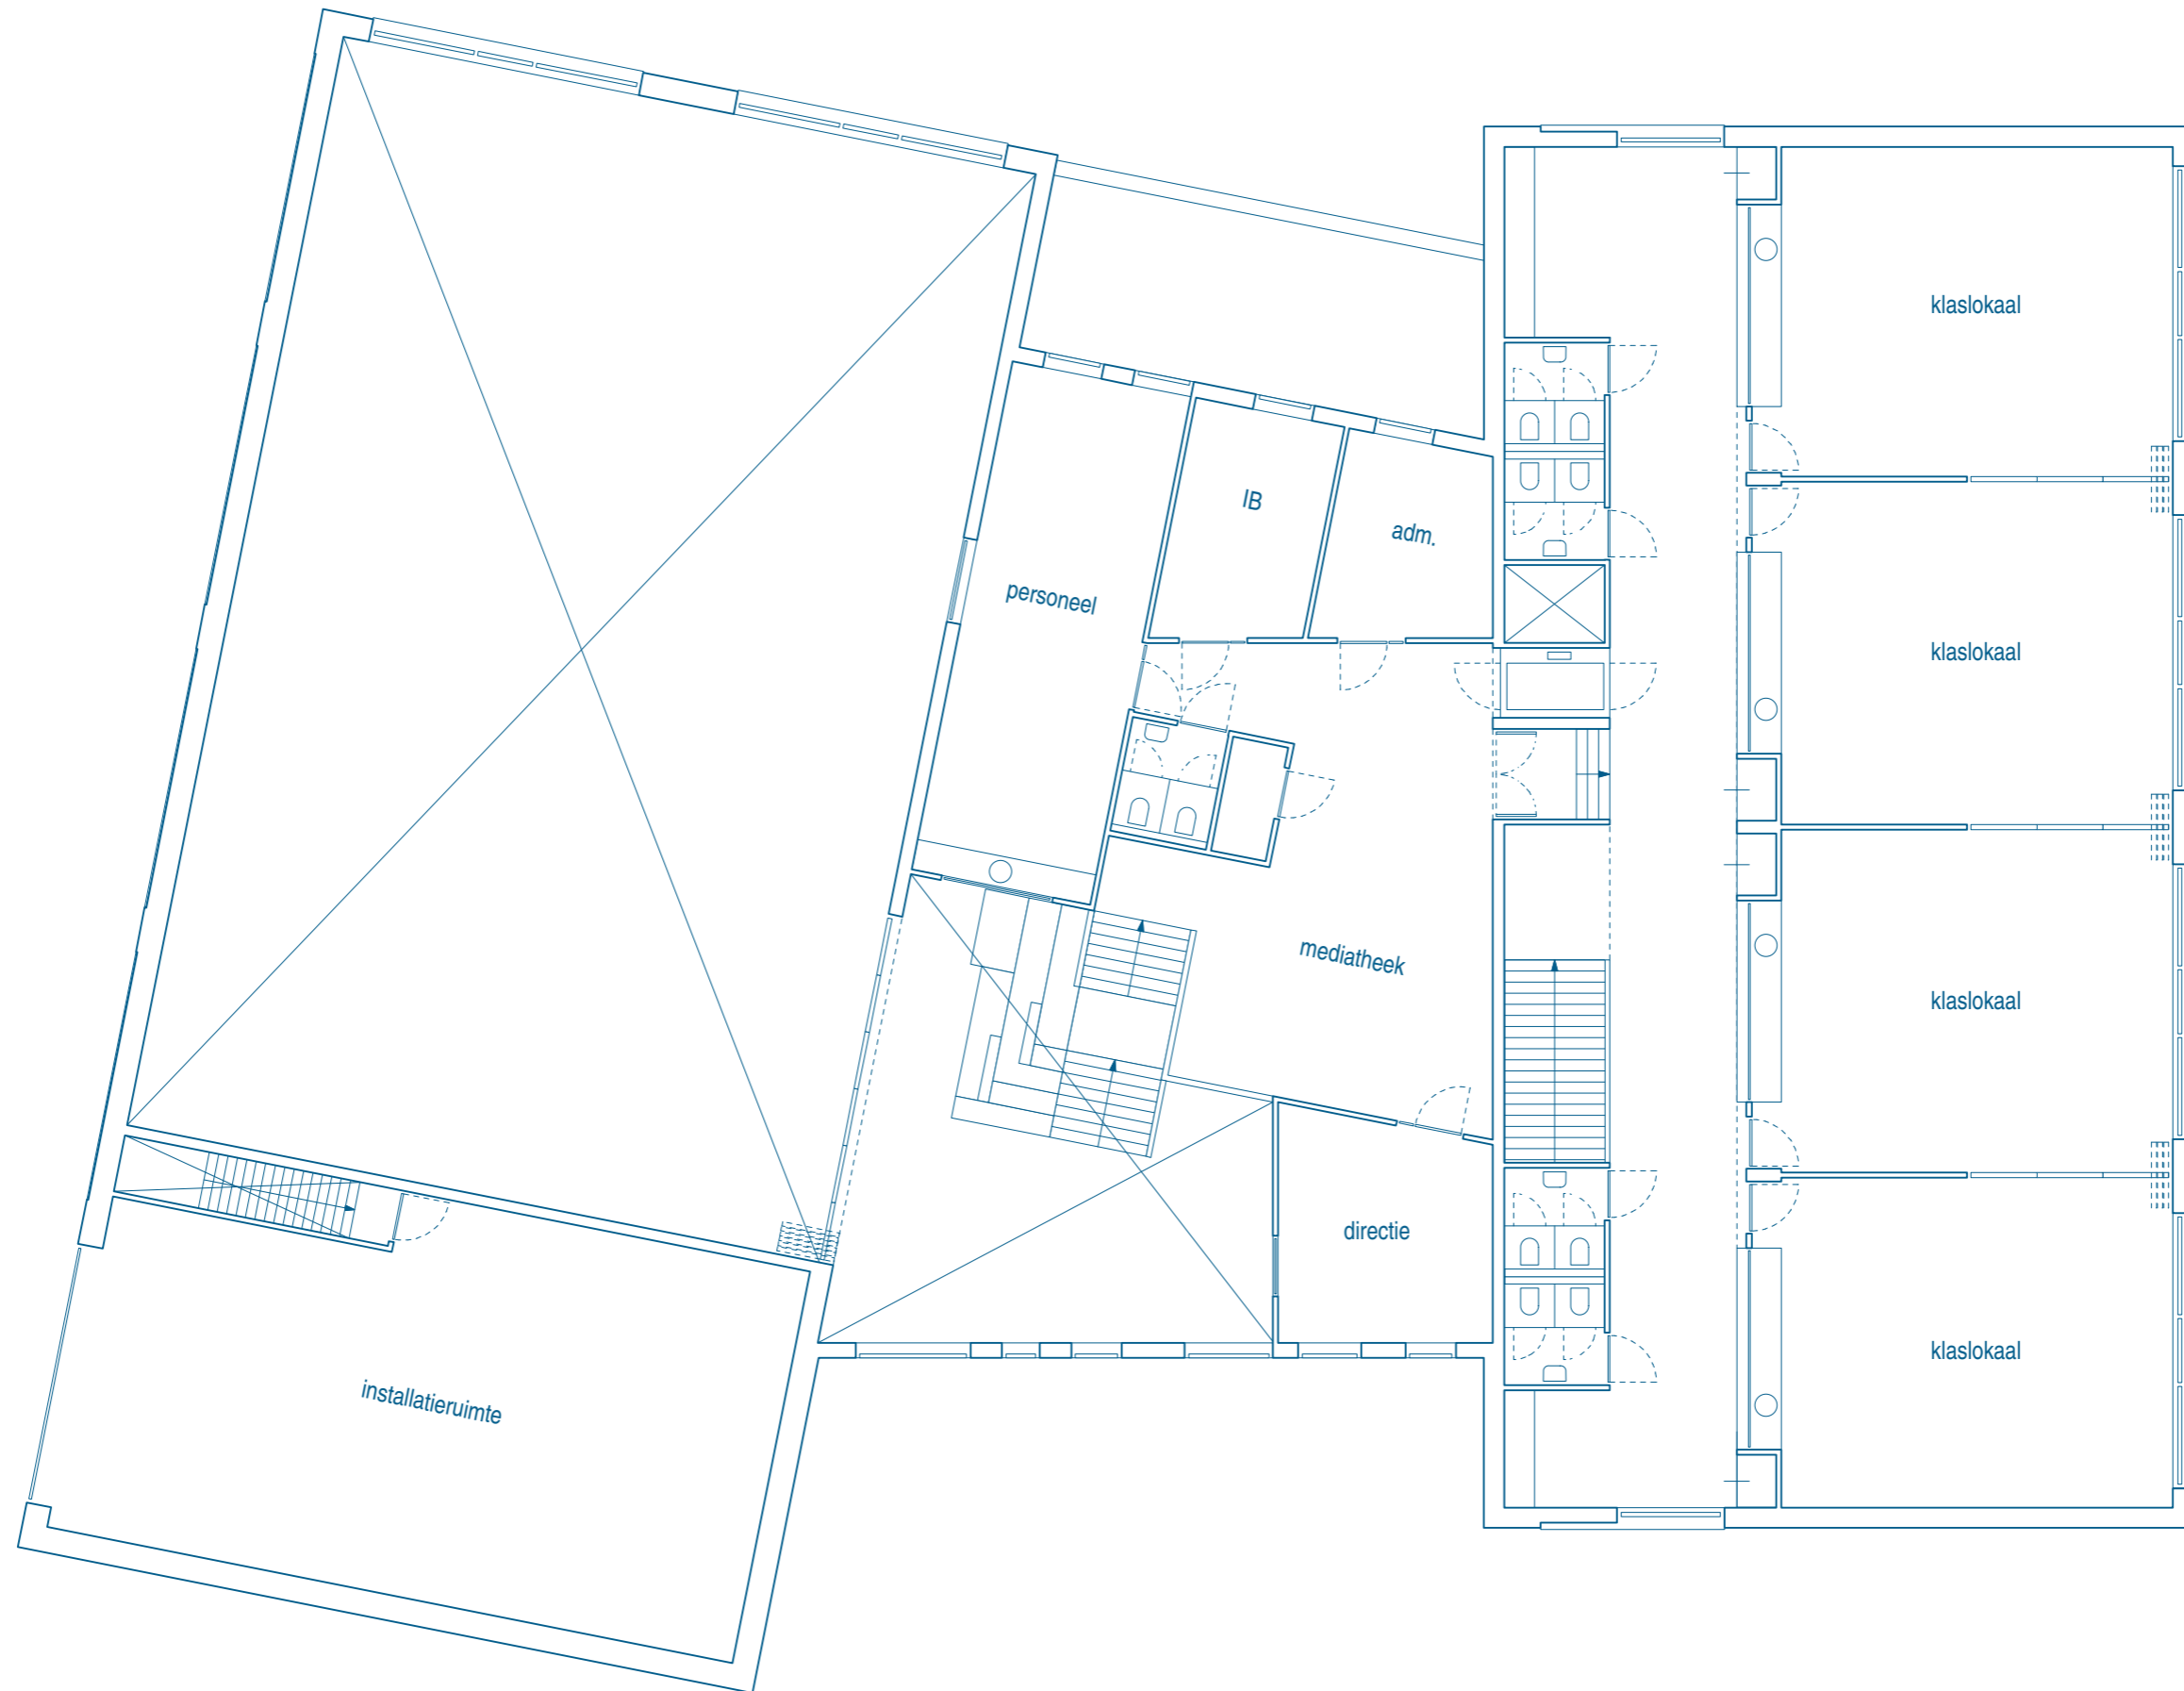 klaslokaal
IB
adm.
personeel
klaslokaal
mediatheek
klaslokaal
directie
klaslokaal
installatieruimte